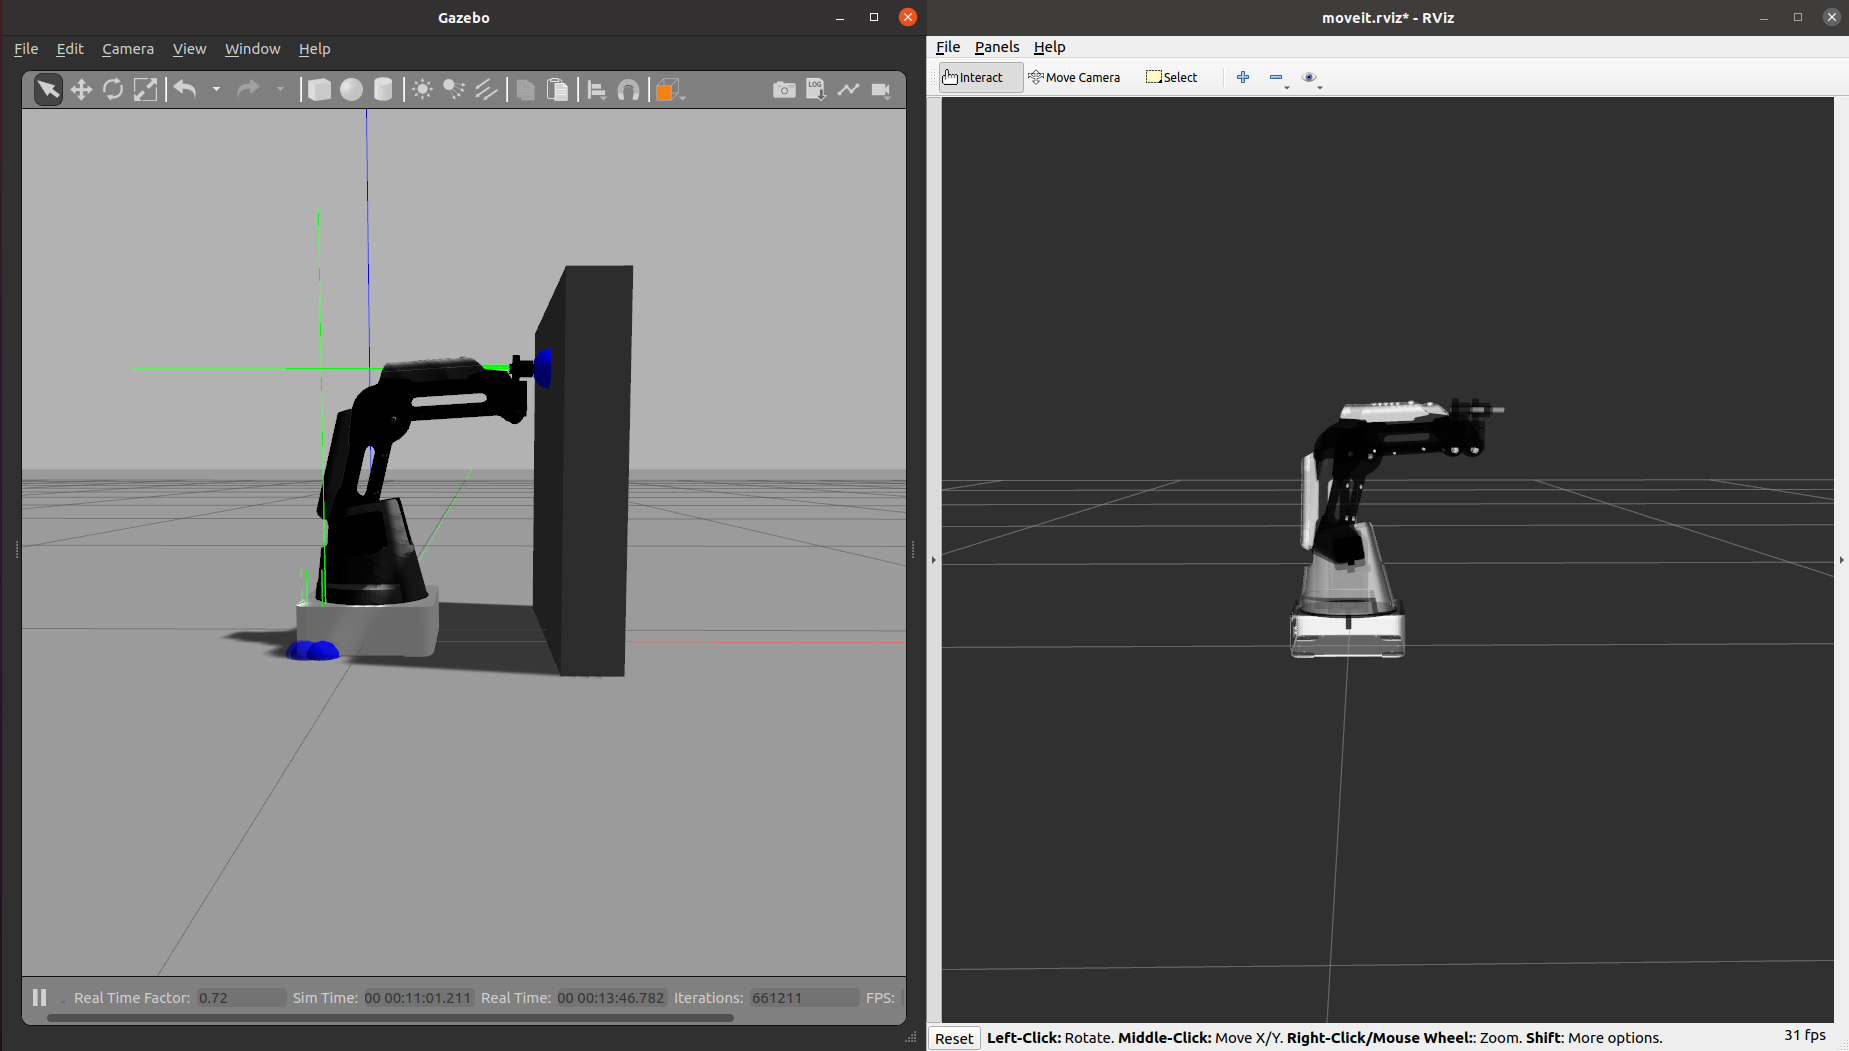 Gazebo
File Edit Camera View Window Help
LOG
Real Time Factor: 0.72 Sim Time: 00 00:11:01.211 Real Time: 00 00:13:46.782 Iterations: 661211 FPS:
moveit.rviz* - RViz
File Panels Help
Interact Move Camera Select
Reset Left-Click: Rotate. Middle-Click: Move X/Y. Right-Click/Mouse Wheel:: Zoom. Shift: More options. 31 fps